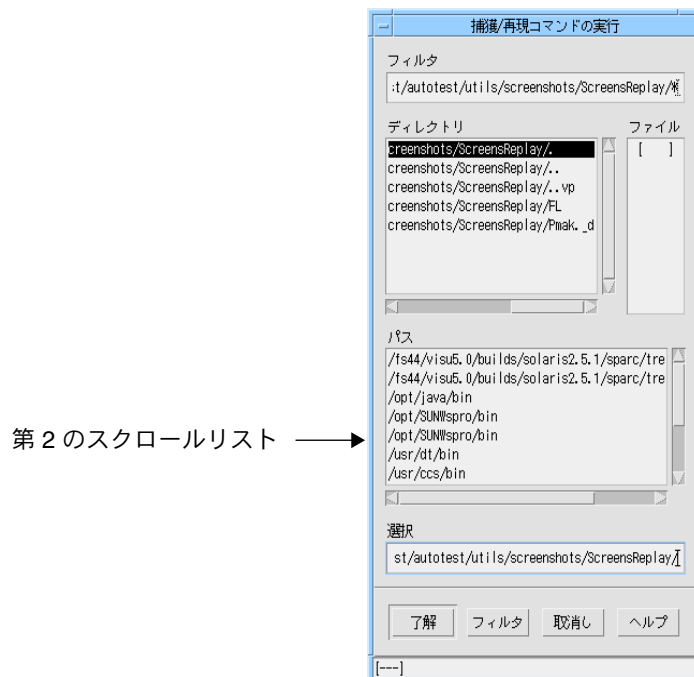 捕獲/再現コマンドの実行
フィルタ
:t/autotest/utils/screenshots/ScreensReplay/*
ディレクトリ
creenshots/ScreensReplay/.
creenshots/ScreensReplay/..
creenshots/ScreensReplay/..vp
creenshots/ScreensReplay/FL
creenshots/ScreensReplay/Pmak._d
ファイル
[ ]
パス
/fs44/visu5.0/builds/solaris2.5.1/sparc/tre
/fs44/visu5.0/builds/solaris2.5.1/sparc/tre
/opt/java/bin
/opt/SUNWspro/bin
/opt/SUNWspro/bin
/usr/dt/bin
/usr/ccs/bin
第 2 のスクロールリスト
選択
st/autotest/utils/screenshots/ScreensReplay/
了解
フィルタ
取消し
ヘルプ
[---]